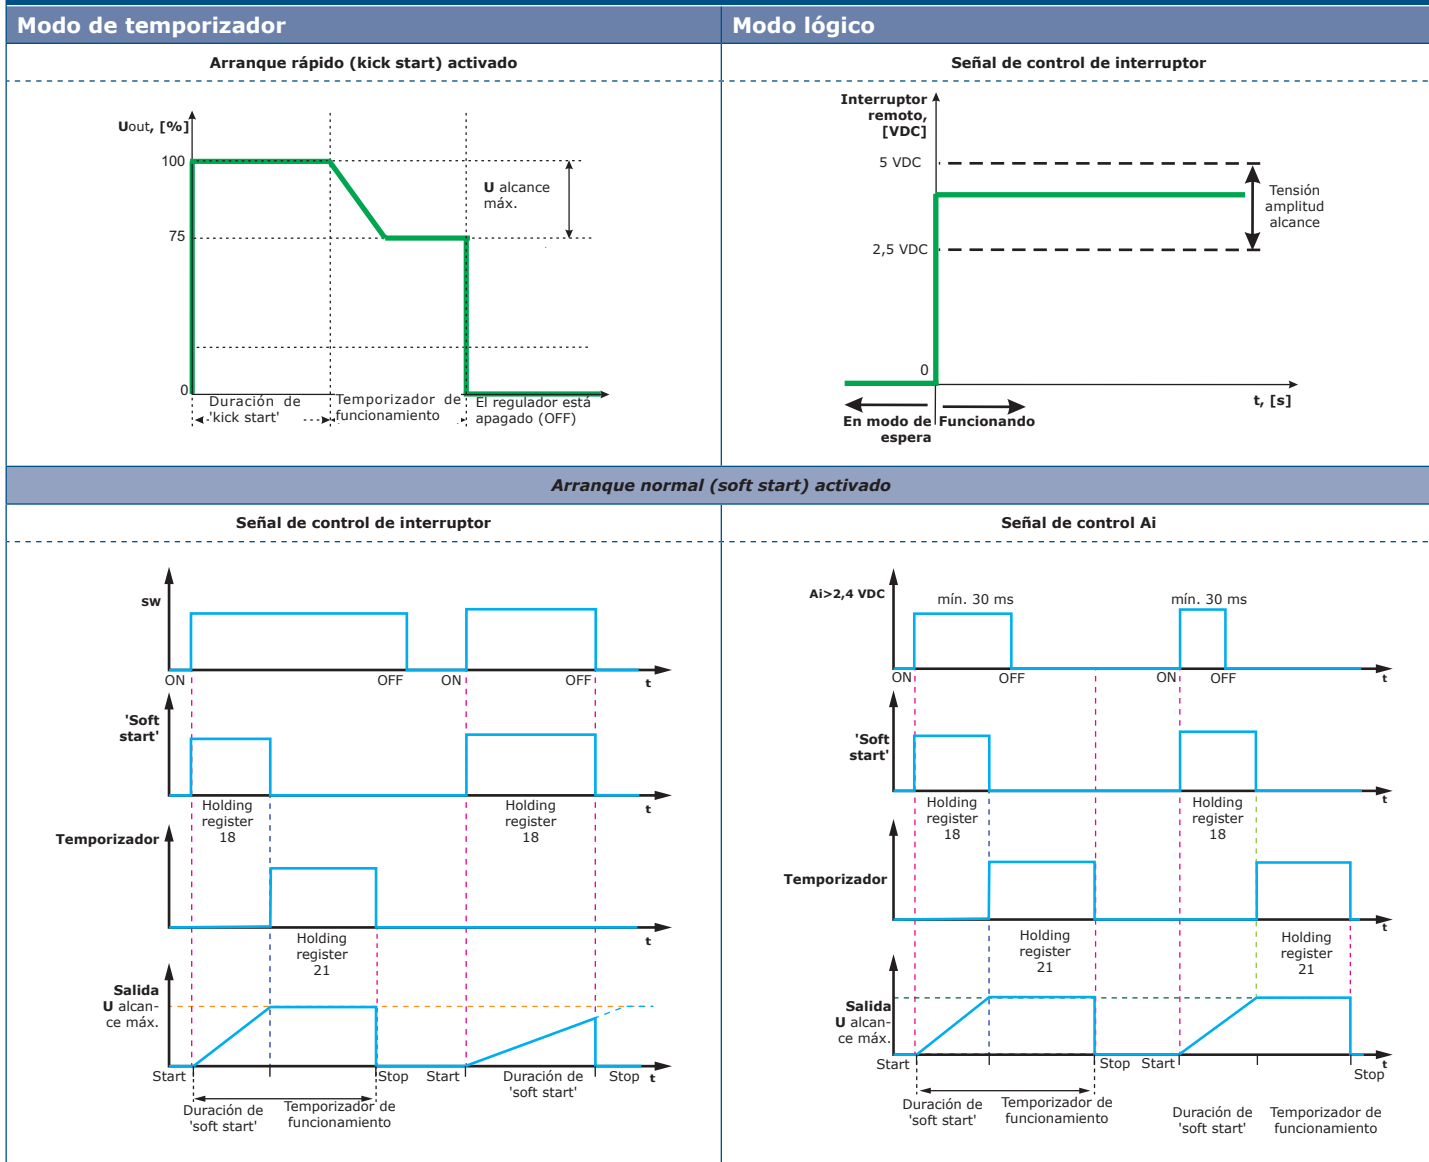 Modo de temporizador
Modo lógico
Arranque rápido (kick start) activado
Uout, [%]
100
75
0
U alcance
máx.
Duración de
'kick start'
Temporizador de
funcionamiento
El regulador está
apagado (OFF)
Señal de control de interruptor
Interruptor
remoto,
[VDC]
5 VDC
2,5 VDC
0
Tensión
amplitud
alcance
t, [s]
En modo de
espera
Funcionando
Arranque normal (soft start) activado
Señal de control de interruptor
sw
ON
OFF
ON
OFF
t
'Soft
start'
Holding
register
18
Holding
register
18
t
Temporizador
Holding
register
21
t
Salida
U alcan-
ce máx.
Start
Stop
Start
Duración de
'soft start'
Stop
t
Duración de
'soft start'
Temporizador de
funcionamiento
Señal de control Ai
Ai>2,4 VDC
mín. 30 ms
mín. 30 ms
ON
OFF
ON
OFF
t
'Soft
start'
Holding
register
18
Holding
register
18
t
Temporizador
Holding
register
21
Holding
register
21
t
Salida
U alcan-
ce máx.
Start
Stop
Start
Stop
t
Duración de
'soft start'
Temporizador de
funcionamiento
Duración de
'soft start'
Temporizador de
funcionamiento